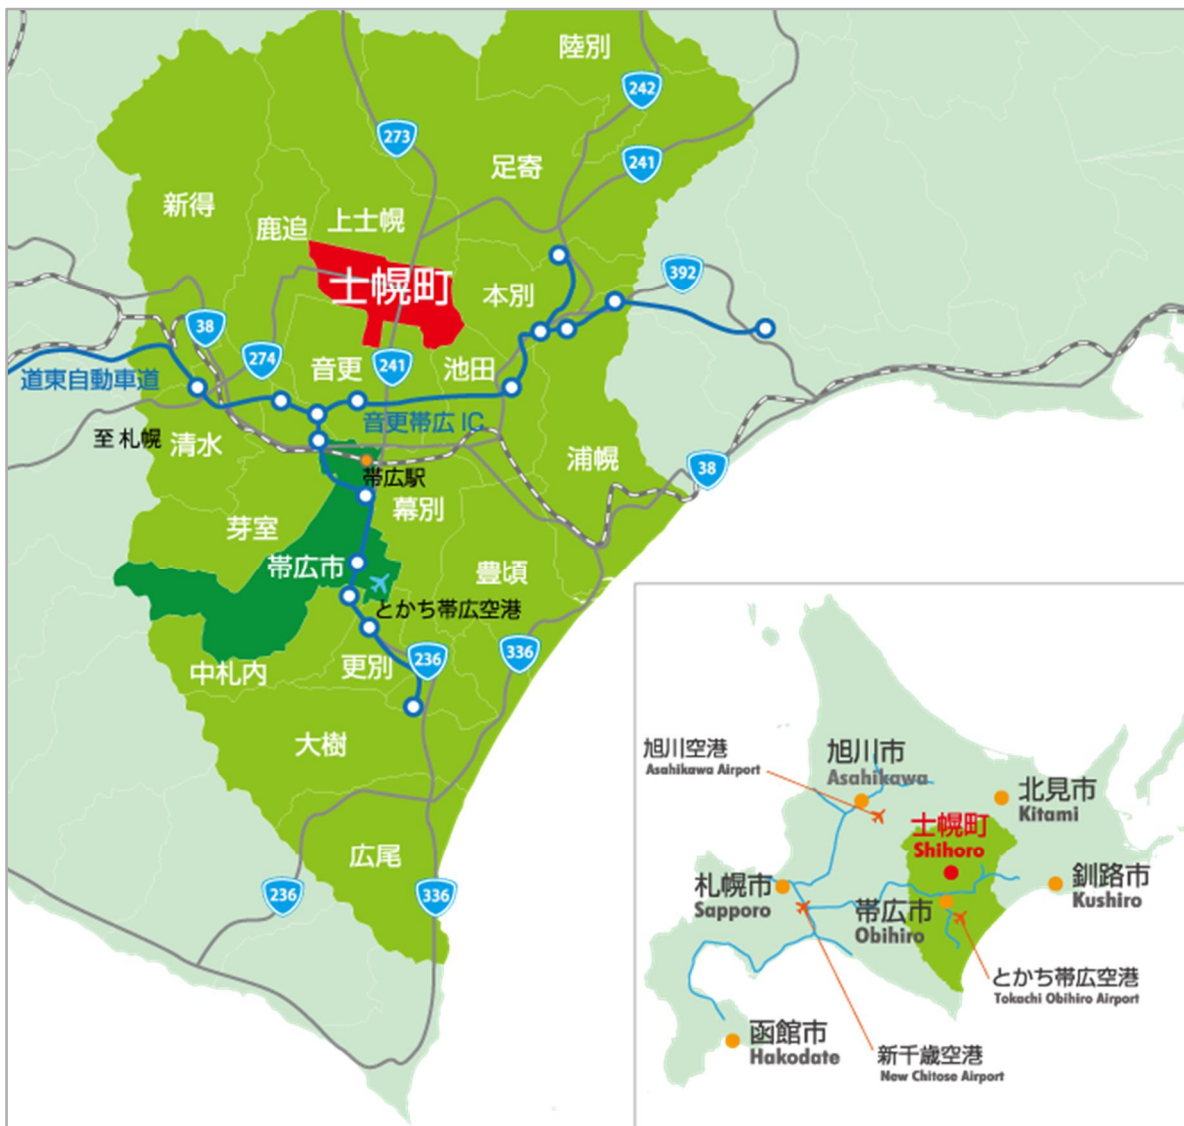 陸別
242
273
241
足寄
新得
鹿追
上士幌
392
士幌町
本別
38
274
241
音更
池田
道東自動車道
音更帯広 IC
至 札幌
清水
浦幌
38
帯広駅
幕別
芽室
帯広市
豊頃
とかち帯広空港
336
236
中札内
更別
大樹
広尾
236
336
旭川空港
Asahikawa Airport
旭川市
Asahikawa
北見市
Kitami
士幌町
Shihoro
札幌市
Sapporo
帯広市
Obihiro
釧路市
Kushiro
とかち帯広空港
Tokachi Obihiro Airport
函館市
Hakodate
新千歳空港
New Chitose Airport